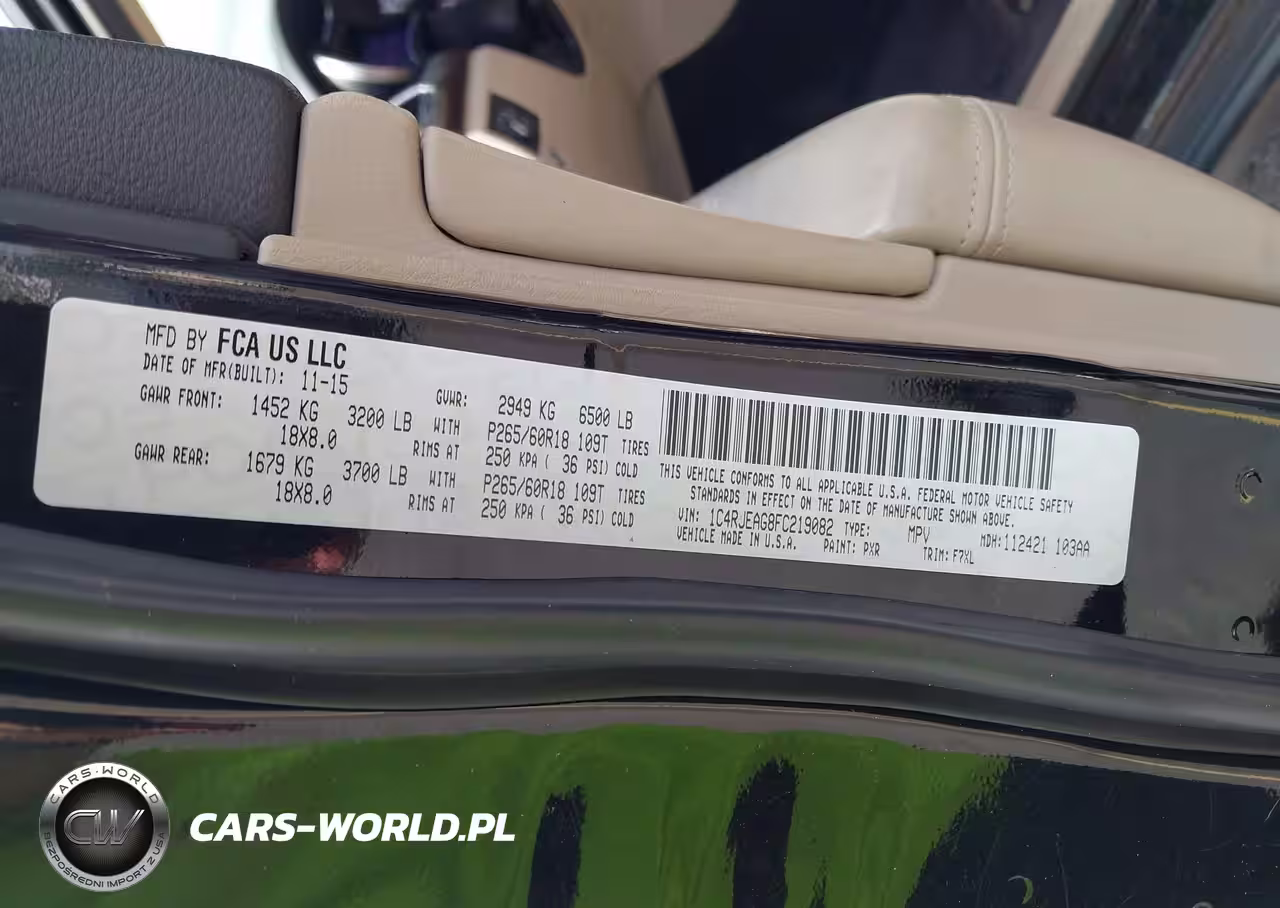 MFD BY FCA US LLC
DATE OF MFR(BUILT): 11-15
GVWR: 2949 KG 6500 LB
GAWR FRONT: 1452 KG 3200 LB WITH P265/60R18 109T TIRES
18X8.0 RIMS AT 250 KPA ( 36 PSI) COLD
GAWR REAR: 1679 KG 3700 LB WITH P265/60R18 109T TIRES
18X8.0 RIMS AT 250 KPA ( 36 PSI) COLD
THIS VEHICLE CONFORMS TO ALL APPLICABLE U.S.A. FEDERAL MOTOR VEHICLE SAFETY
STANDARDS IN EFFECT ON THE DATE OF MANUFACTURE SHOWN ABOVE.
VIN: 1C4RJEAG8FC219082 TYPE: MPV MDH:112421 103AA
VEHICLE MADE IN U.S.A. PAINT: PXR TRIM: F7XL
CARS-WORLD
CW
BEZPOŚREDNI IMPORT Z USA
CARS-WORLD.PL